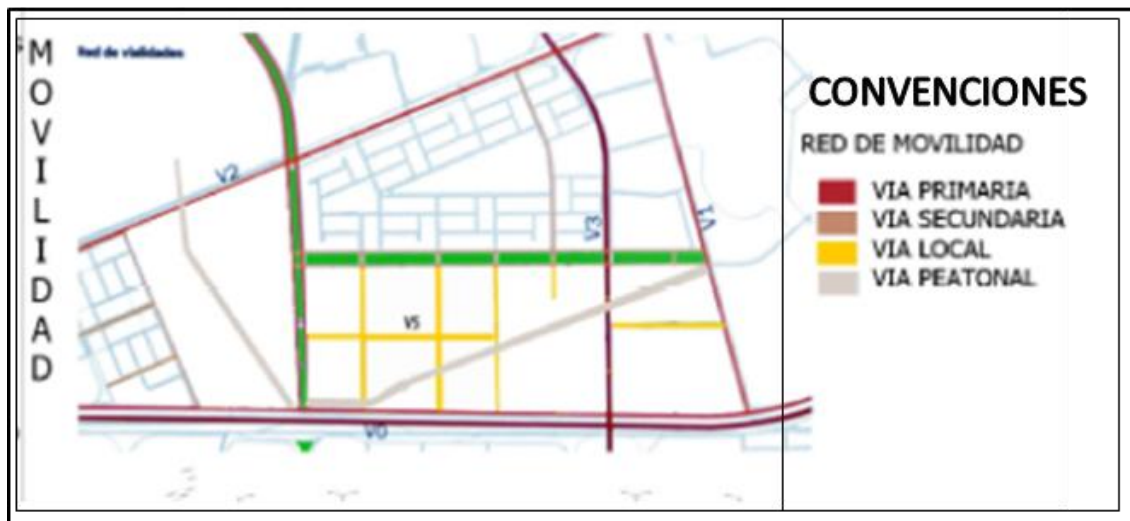 MOVILIDAD
Red de vialidades
V2
V3
V1
V5
V0
CONVENCIONES
RED DE MOVILIDAD
VIA PRIMARIA
VIA SECUNDARIA
VIA LOCAL
VIA PEATONAL